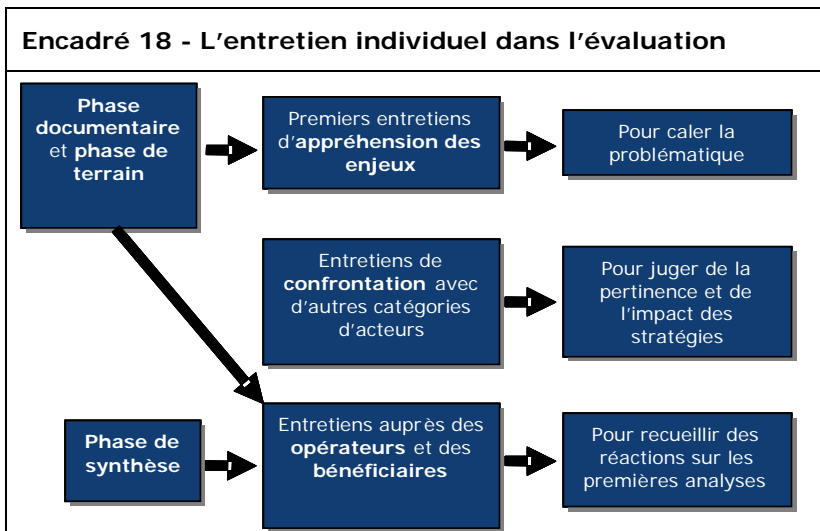 Encadré 18 - L'entretien individuel dans l'évaluation
Phase
documentaire
et phase de
terrain
Premiers entretiens
d'appréhension des
enjeux
Pour caler la
problématique
Entretiens de
confrontation avec
d'autres catégories
d'acteurs
Pour juger de la
pertinence et de
l'impact des
stratégies
Phase de
synthèse
Entretiens auprès des
opérateurs et des
bénéficiaires
Pour recueillir des
réactions sur les
premières analyses